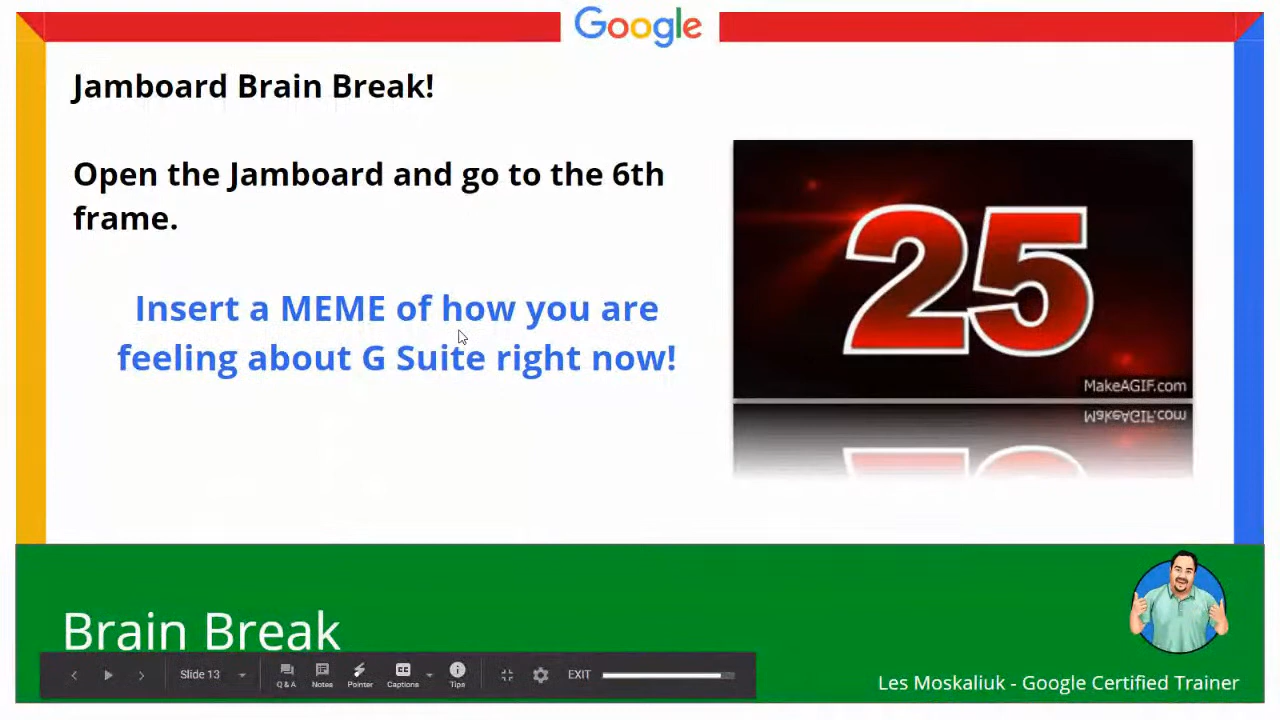 Google
Jamboard Brain Break!
Open the Jamboard and go to the 6th
frame.
Insert a MEME of how you are
feeling about G Suite right now!
25
MakeAGIF.com
MakeAGIF.com
Brain Break
Slide 13
Q & A
Notes
Pointer
Captions
Tips
EXIT
Les Moskaliuk - Google Certified Trainer